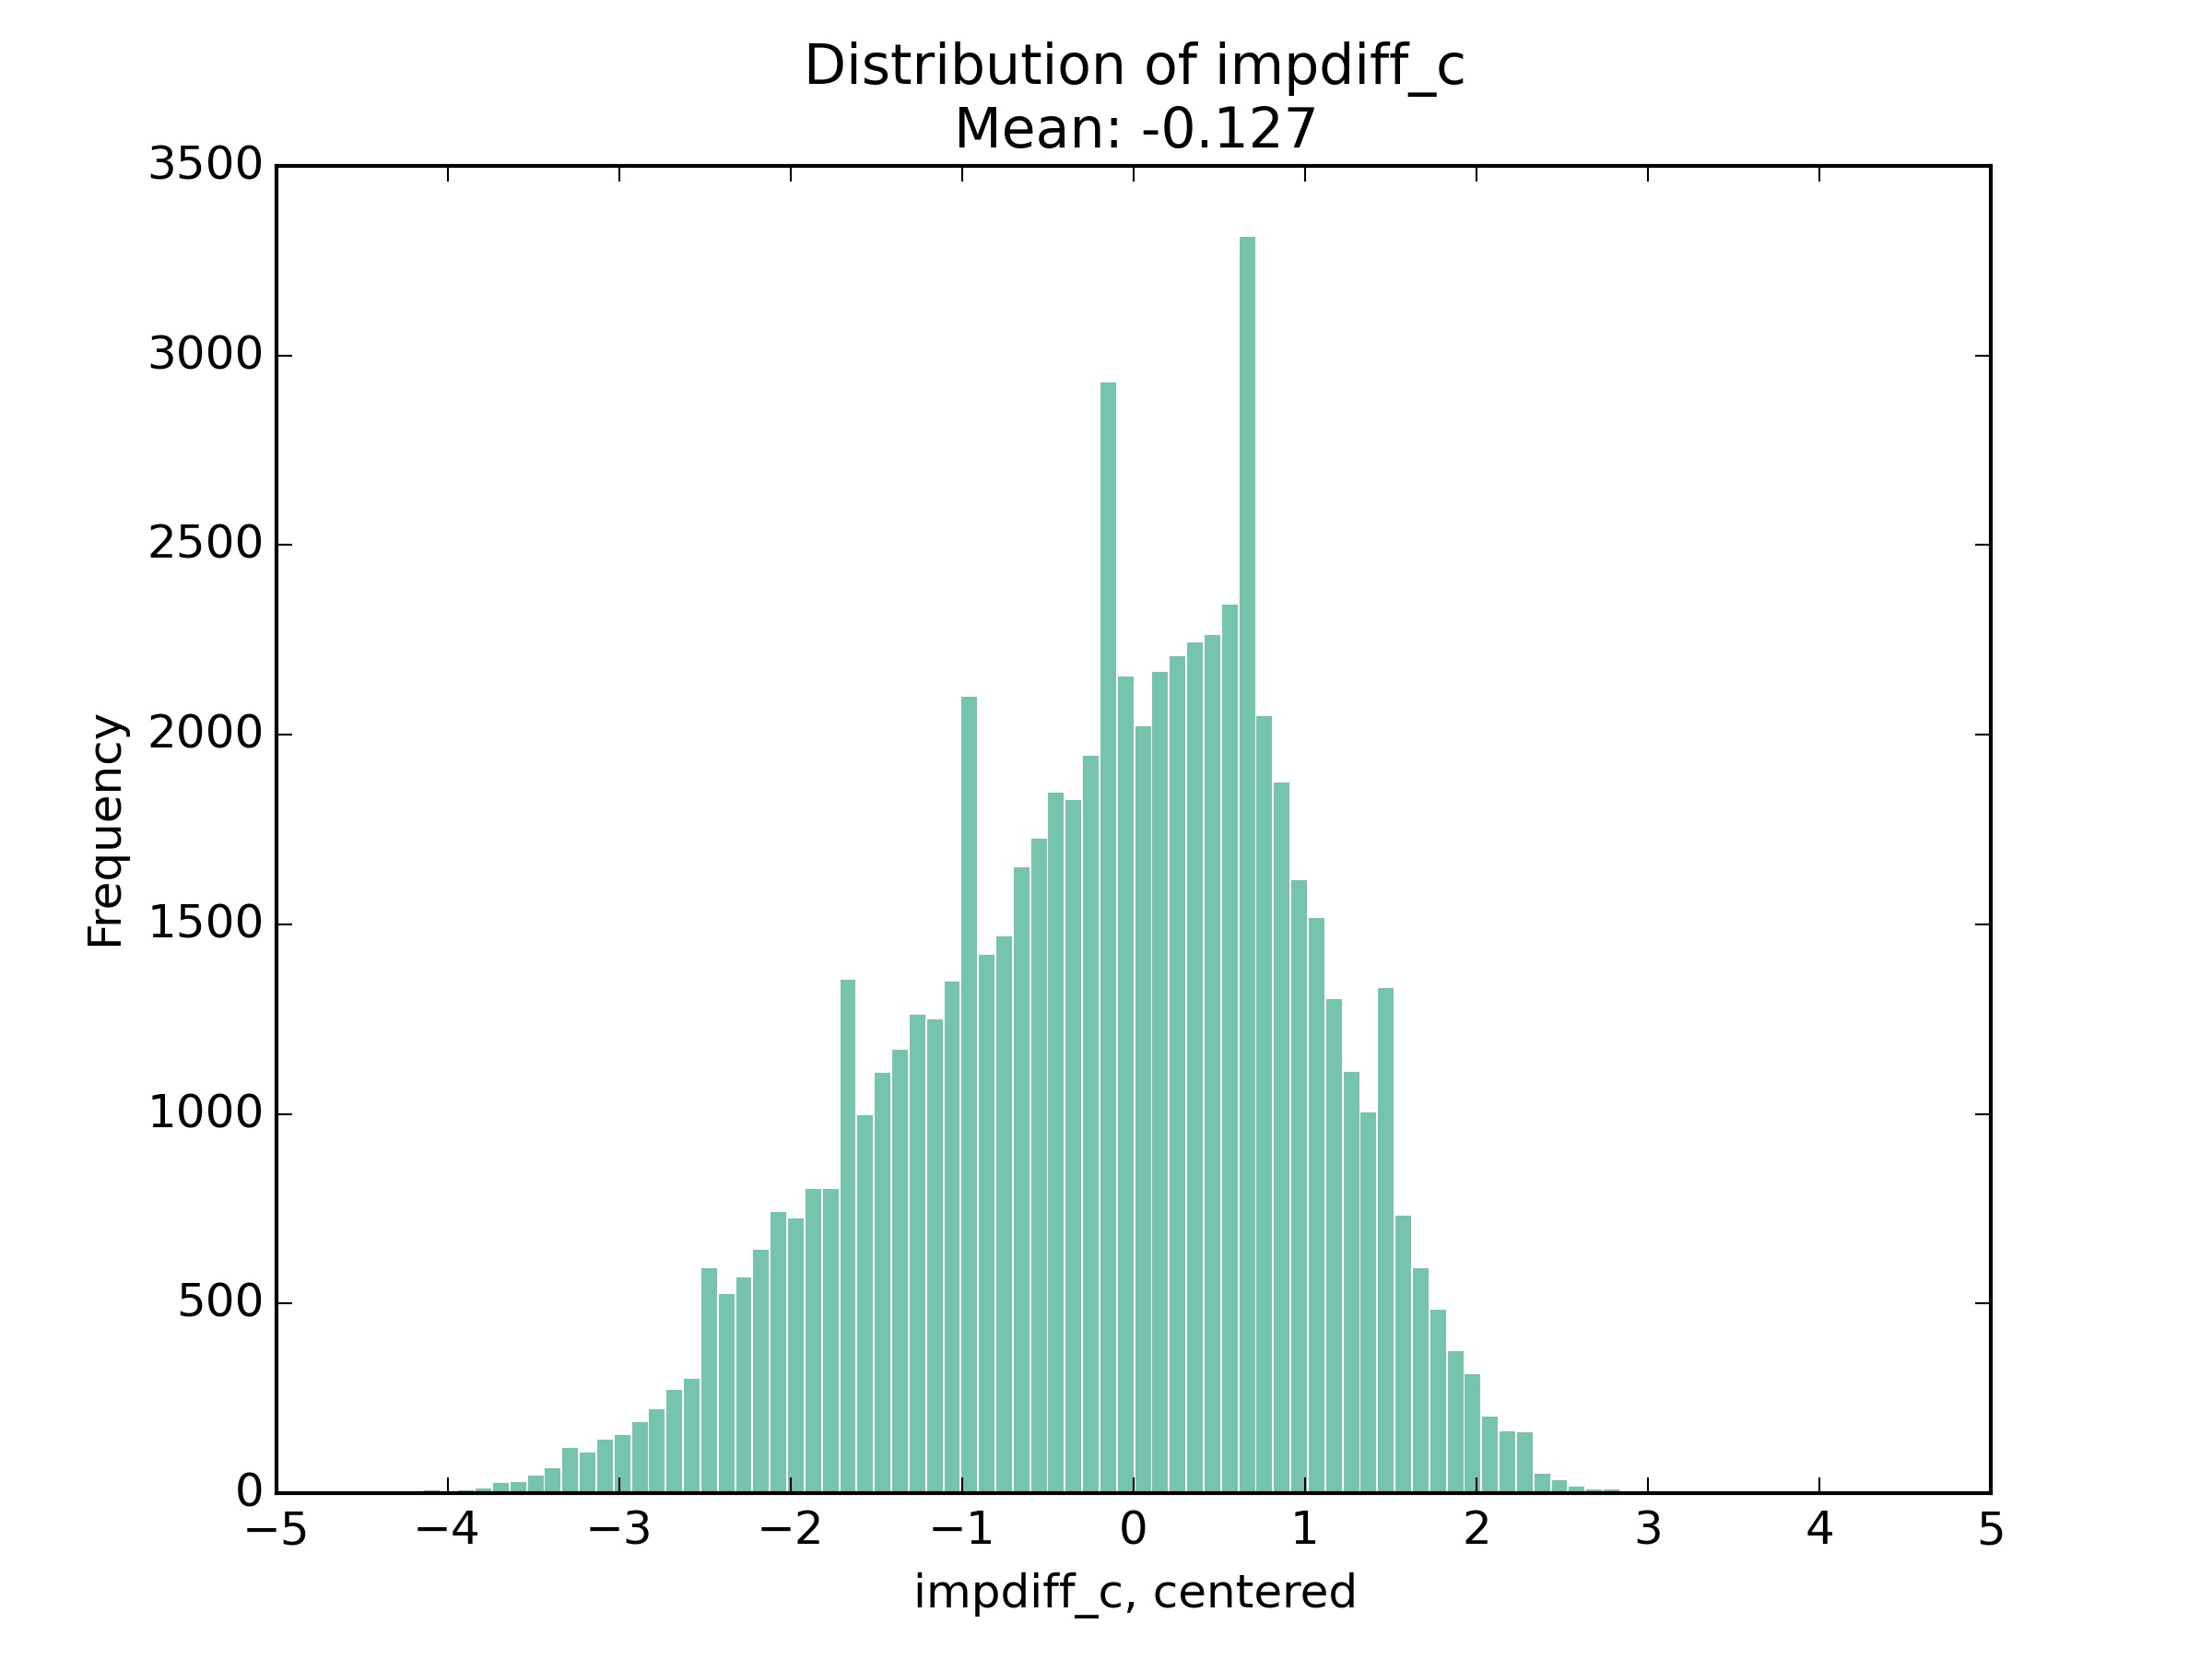 Distribution of impdiff_c
Mean: -0.127
3500
3000
2500
2000
1500
1000
500
0
Frequency
−5 −4 −3 −2 −1 0 1 2 3 4 5
impdiff_c, centered